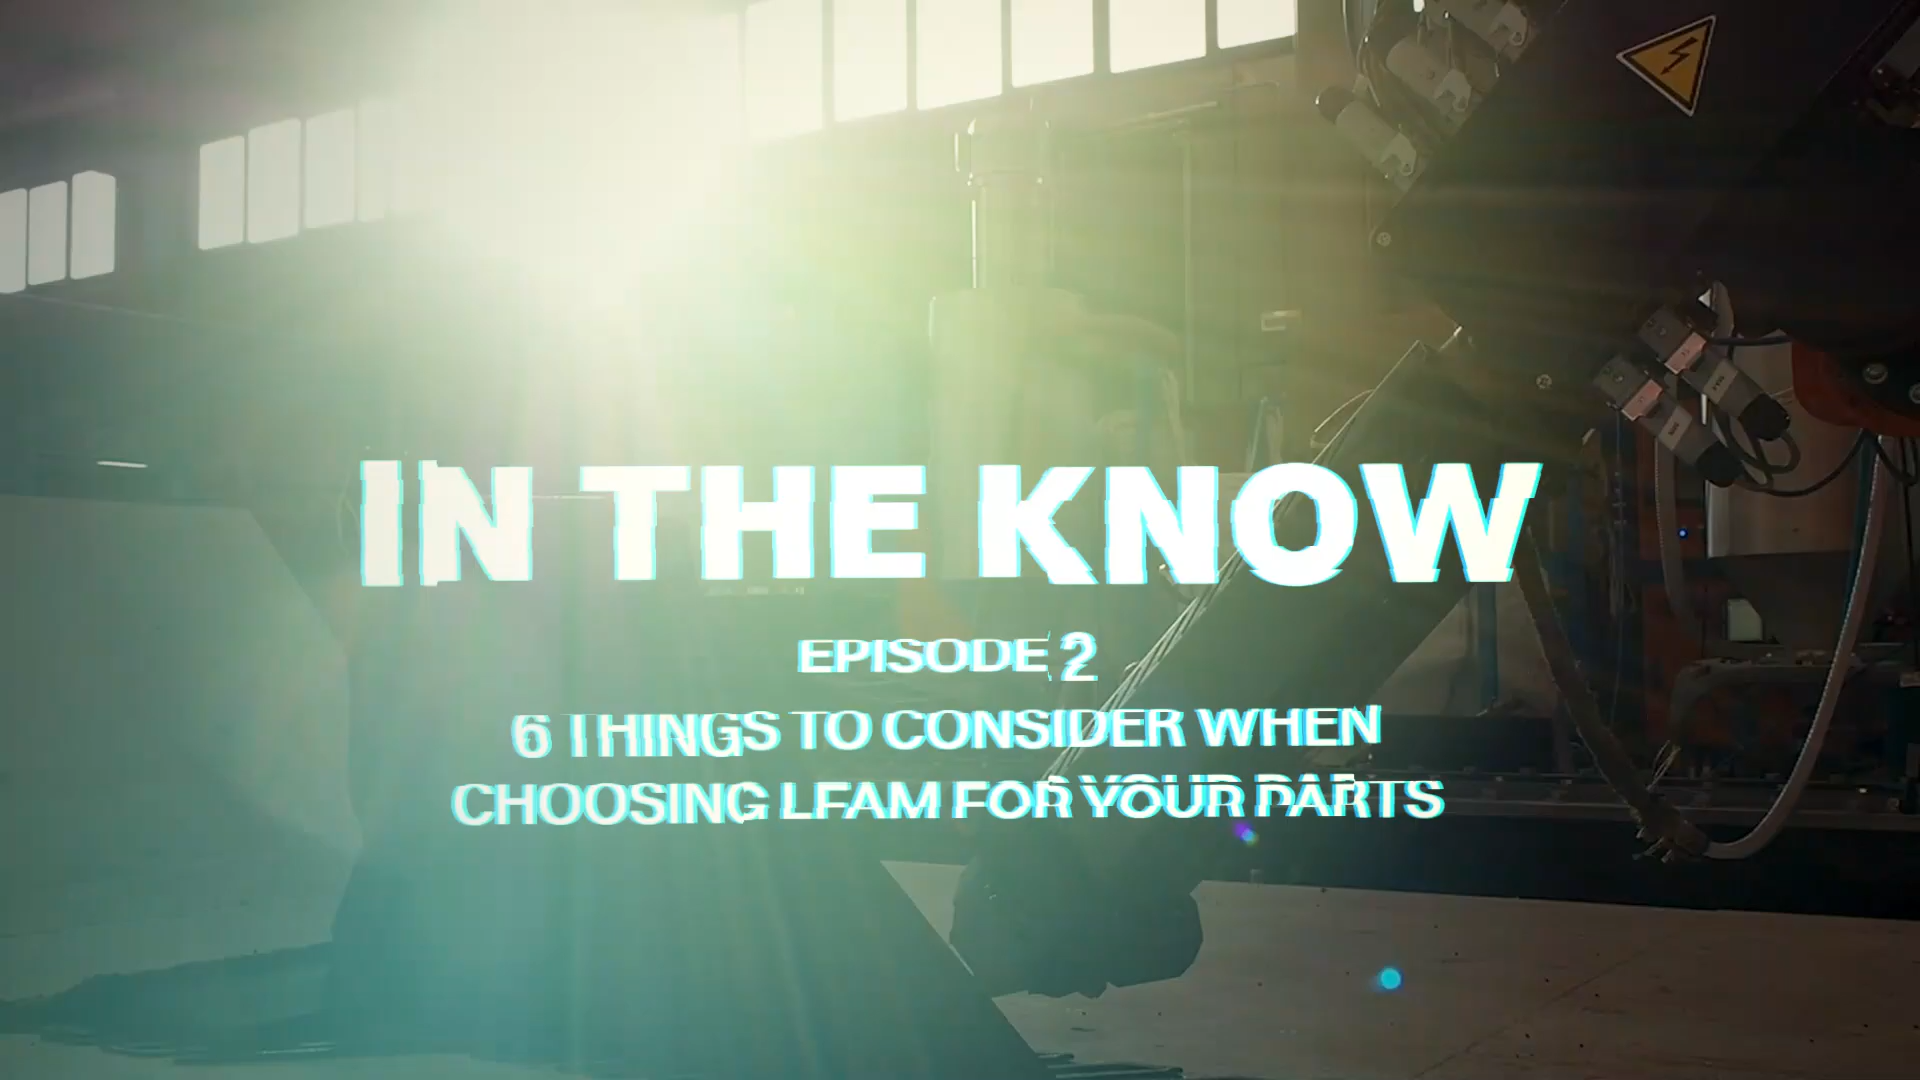 IN THE KNOW
EPISODE 2
6 THINGS TO CONSIDER WHEN
CHOOSING LFAM FOR YOUR PARTS